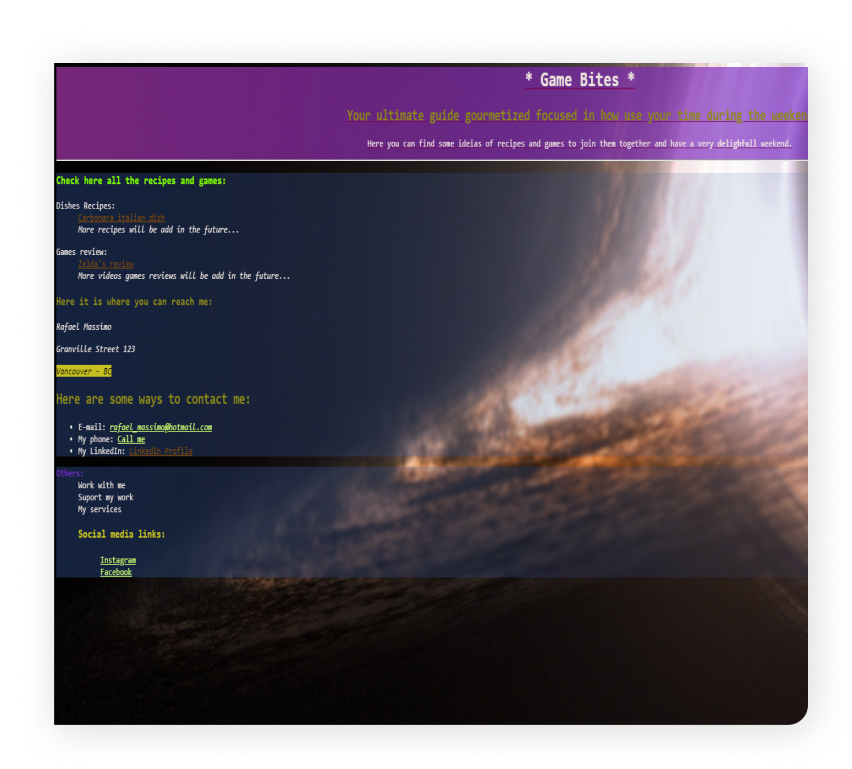 * Game Bites *
Your ultimate guide gourmetized focused in how use your time during the weeken
Here you can find some ideias of recipes and games to join them together and have a very delighfull weekend.
Check here all the recipes and games:
Dishes Recipes:
Carbonara italian dish
More recipes will be add in the future...
Games review:
Zelda's review
More videos games reviews will be add in the future...
Here it is where you can reach me:
Rafael Massimo
Granville Street 123
Vancouver - BC
Here are some ways to contact me:
• E-mail: rafael_massimo@hotmail.com
• My phone: Call me
• My LinkedIn: LinkedIn Profile
Others:
Work with me
Suport my work
My services
Social media links:
Instagram
Facebook